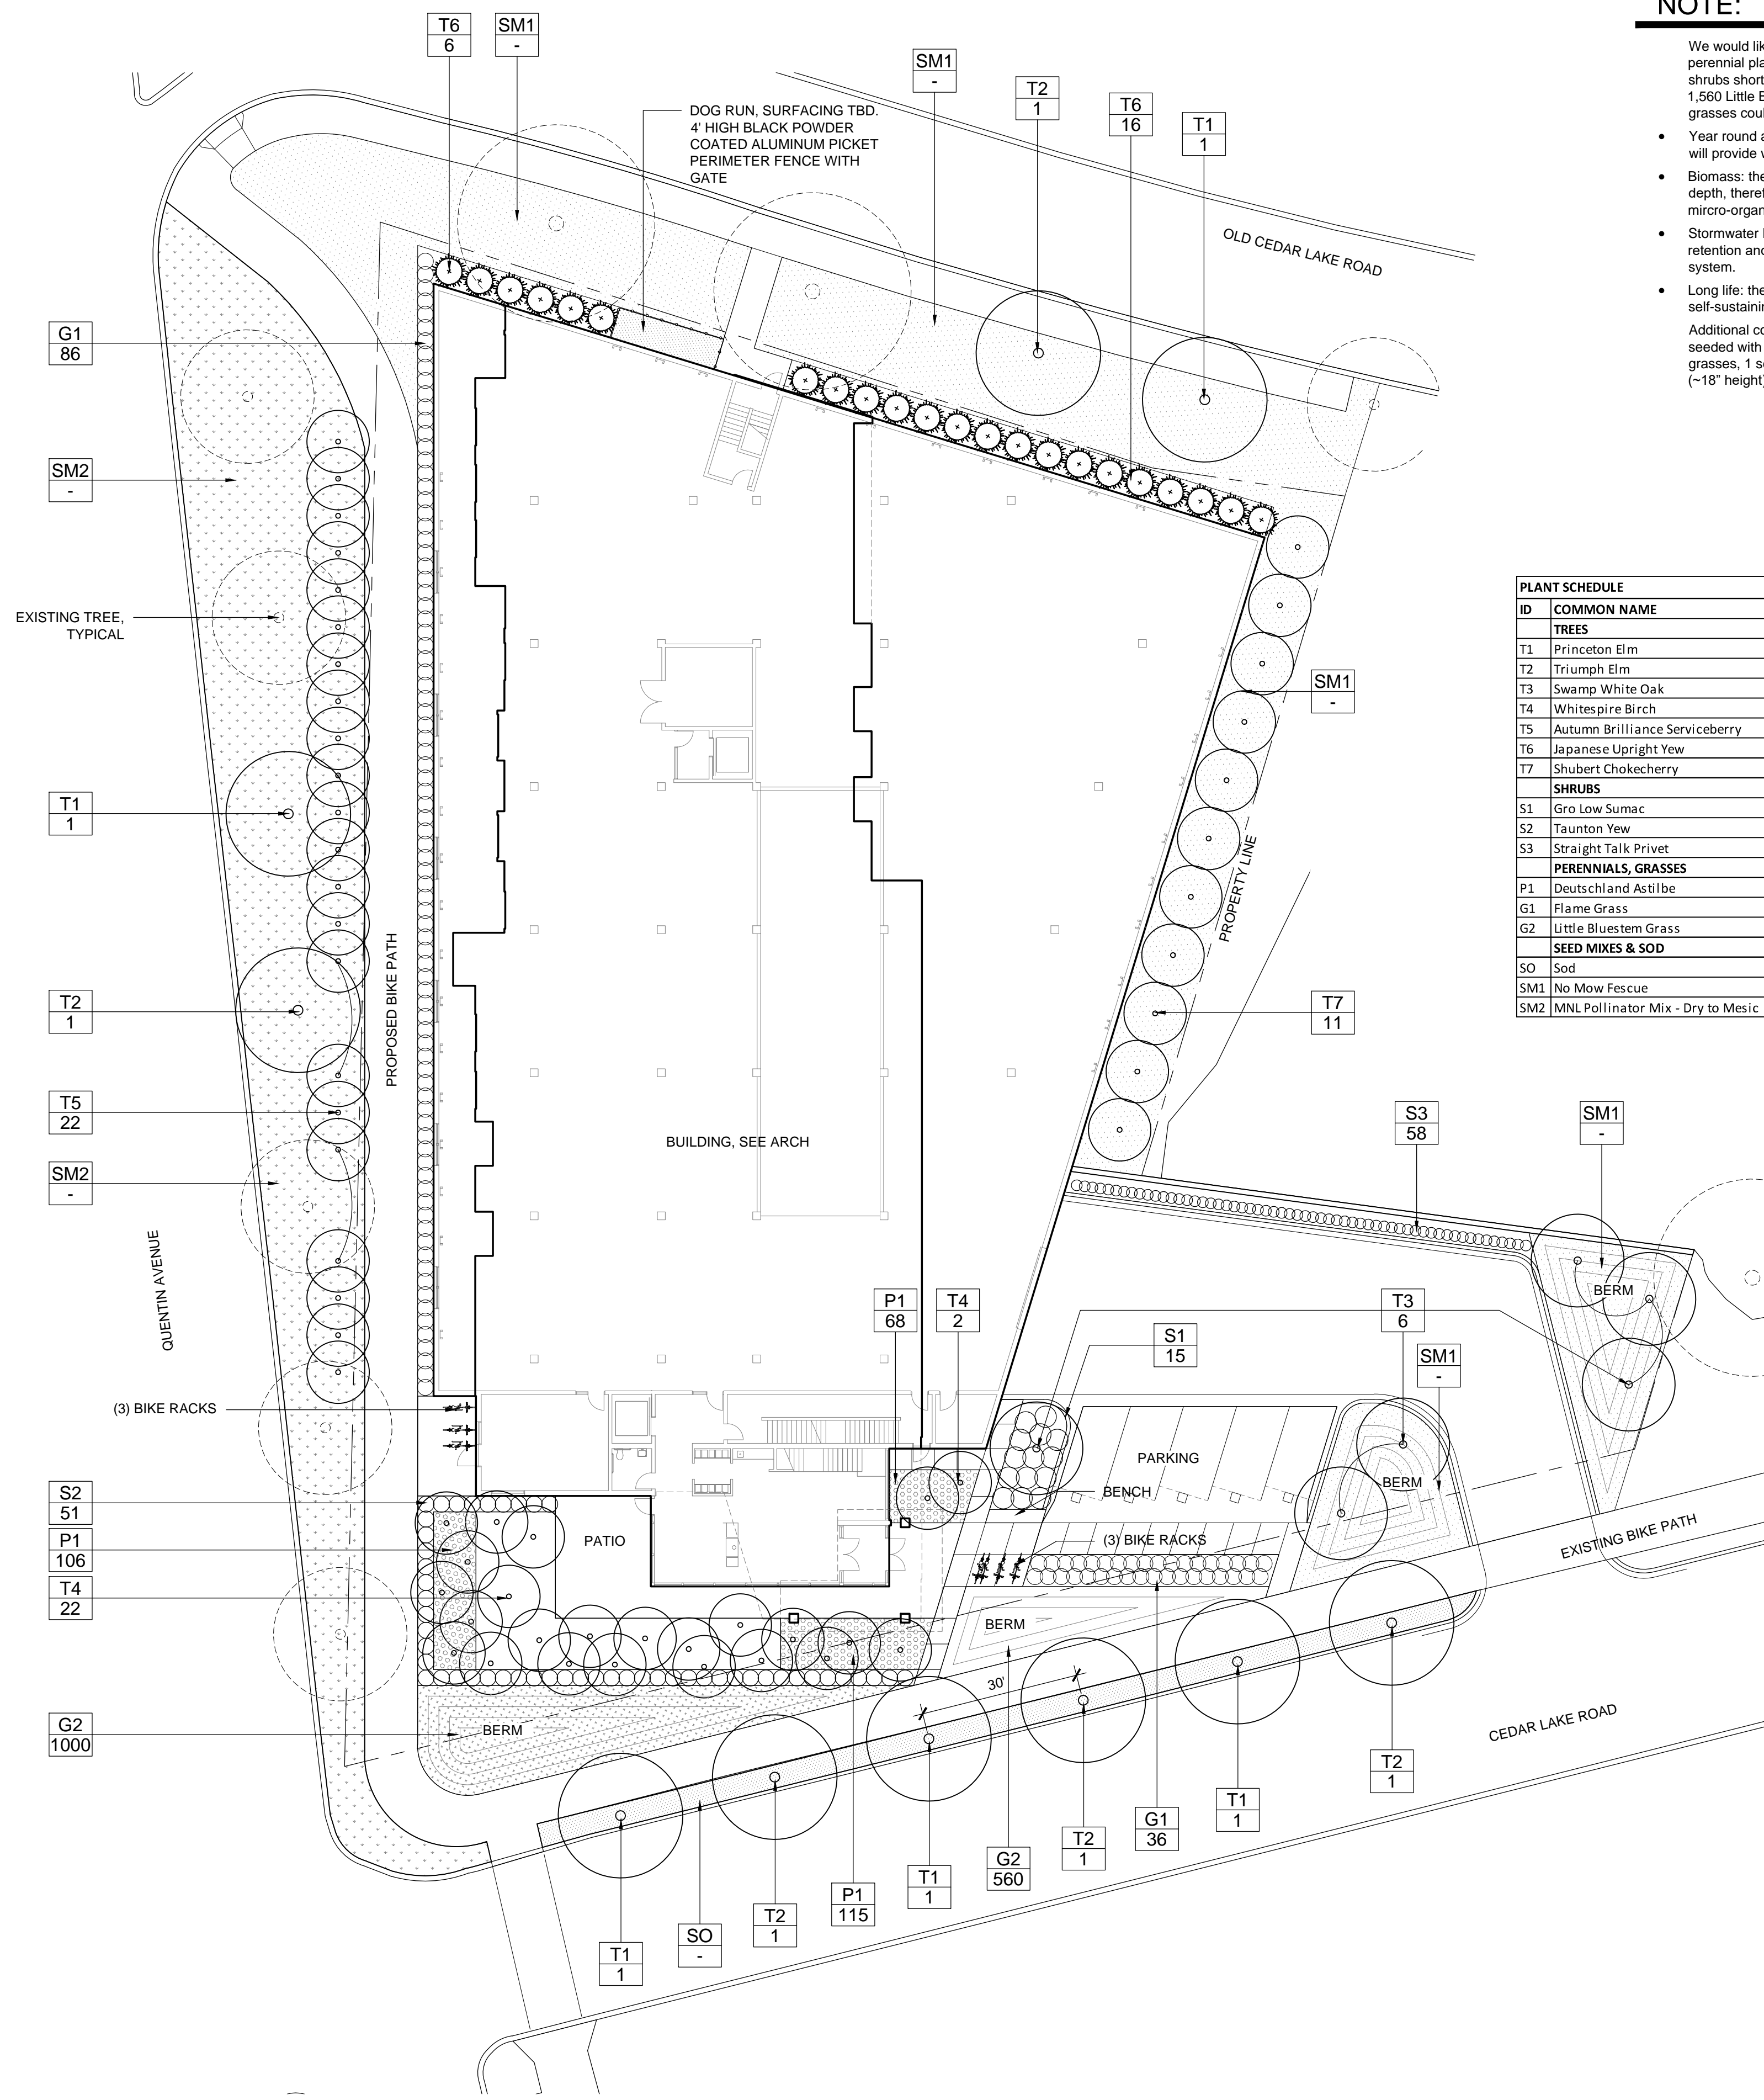 NOTE:
We would lik
perennial pla
shrubs short
1,560 Little B
grasses coul
• Year round a
will provide w
• Biomass: the
depth, theref
mircro-organ
• Stormwater
retention and
system.
• Long life: the
self-sustainin
Additional co
seeded with
grasses, 1 s
(~18" height)
T6
6
SM1
-
SM1
-
T2
1
T6
16
T1
1
DOG RUN, SURFACING TBD.
4' HIGH BLACK POWDER
COATED ALUMINUM PICKET
PERIMETER FENCE WITH
GATE
OLD CEDAR LAKE ROAD
G1
86
SM2
-
EXISTING TREE,
TYPICAL
SM1
-
T1
1
PROPERTY LINE
PROPOSED BIKE PATH
T2
1
T7
11
T5
22
BUILDING, SEE ARCH
SM2
-
QUENTIN AVENUE
PLANT SCHEDULE
ID COMMON NAME
TREES
T1 Princeton Elm
T2 Triumph Elm
T3 Swamp White Oak
T4 Whitespire Birch
T5 Autumn Brilliance Serviceberry
T6 Japanese Upright Yew
T7 Shubert Chokecherry
SHRUBS
S1 Gro Low Sumac
S2 Taunton Yew
S3 Straight Talk Privet
PERENNIALS, GRASSES
P1 Deutschland Astilbe
G1 Flame Grass
G2 Little Bluestem Grass
SEED MIXES & SOD
SO Sod
SM1 No Mow Fescue
SM2 MNL Pollinator Mix - Dry to Mesic
S3
58
SM1
-
BERM
P1
68
T4
2
T3
6
S1
15
SM1
-
(3) BIKE RACKS
PARKING
BERM
BENCH
S2
51
P1
106
T4
22
PATIO
(3) BIKE RACKS
EXISTING BIKE PATH
BERM
30'
G2
1000
BERM
CEDAR LAKE ROAD
T2
1
T1
1
G1
36
T2
1
G2
560
T1
1
P1
115
T2
1
SO
-
T1
1